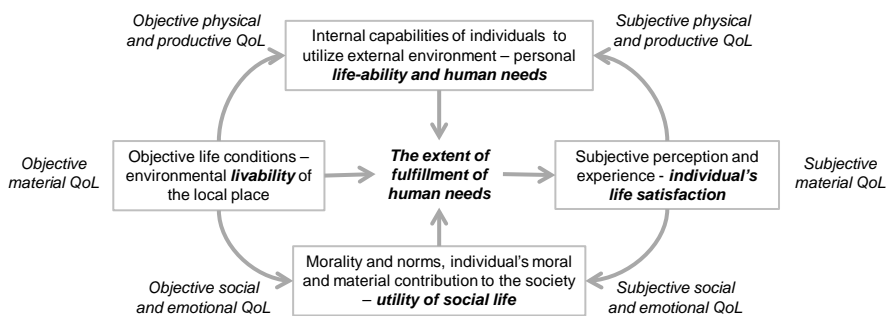 Objective physical
and productive QoL
Internal capabilities of individuals to
utilize external environment – personal
life-ability and human needs
Subjective physical
and productive QoL
Objective
material QoL
Objective life conditions –
environmental livability of
the local place
The extent of
fulfillment of
human needs
Subjective perception and
experience - individual's
life satisfaction
Subjective
material QoL
Objective social
and emotional QoL
Morality and norms, individual's moral
and material contribution to the society
– utility of social life
Subjective social
and emotional QoL